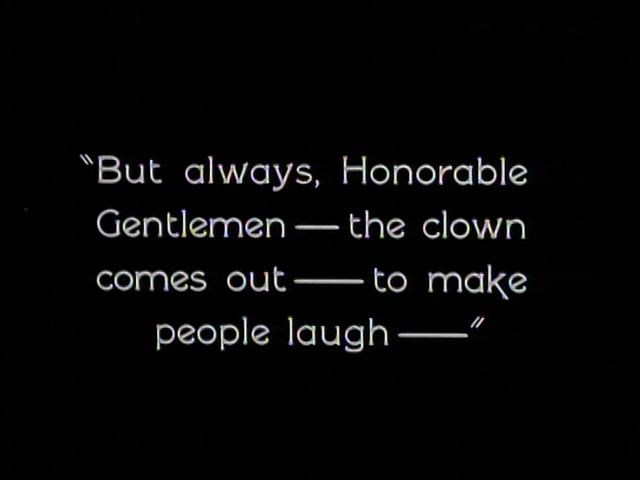 "But always, Honorable
Gentlemen — the clown
comes out — to make
people laugh —"